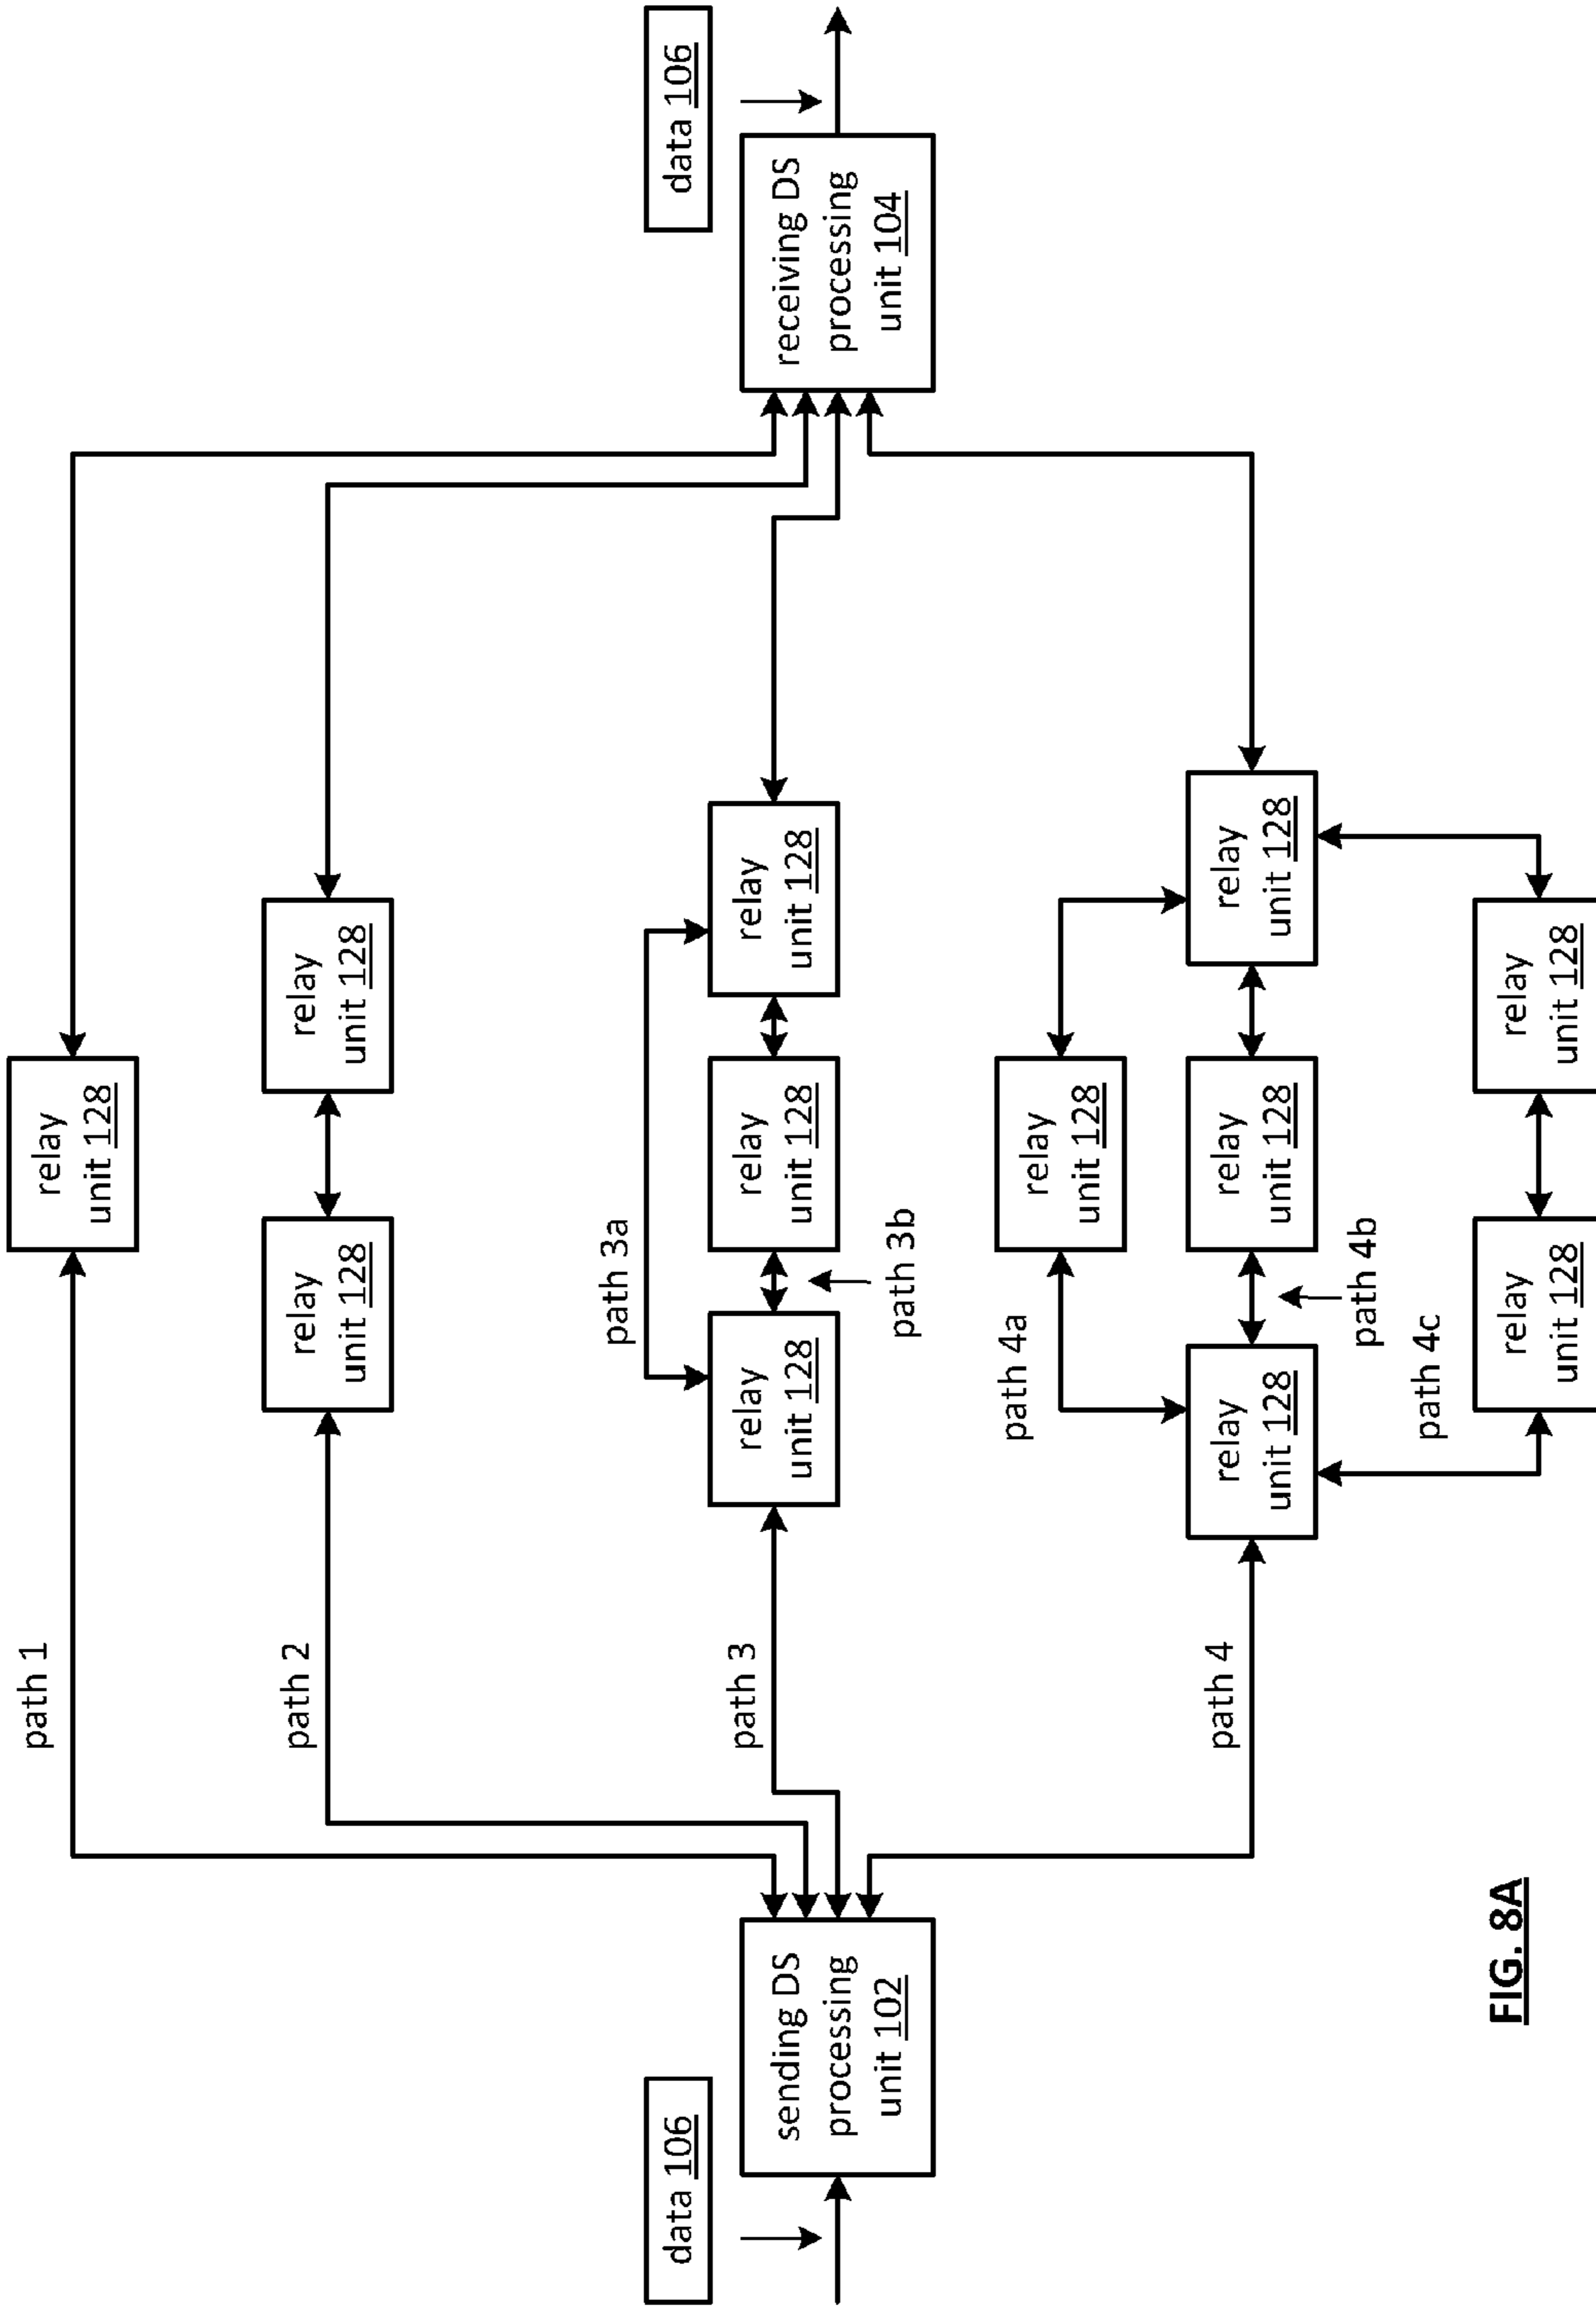 path 1
relay
unit 128
path 2
relay
unit 128
relay
unit 128
data 106
sending DS
processing
unit 102
path 3
path 3a
relay
unit 128
relay
unit 128
relay
unit 128
path 3b
data 106
receiving DS
processing
unit 104
path 4
path 4a
relay
unit 128
relay
unit 128
relay
unit 128
relay
unit 128
path 4b
path 4c
relay
unit 128
relay
unit 128
FIG. 8A